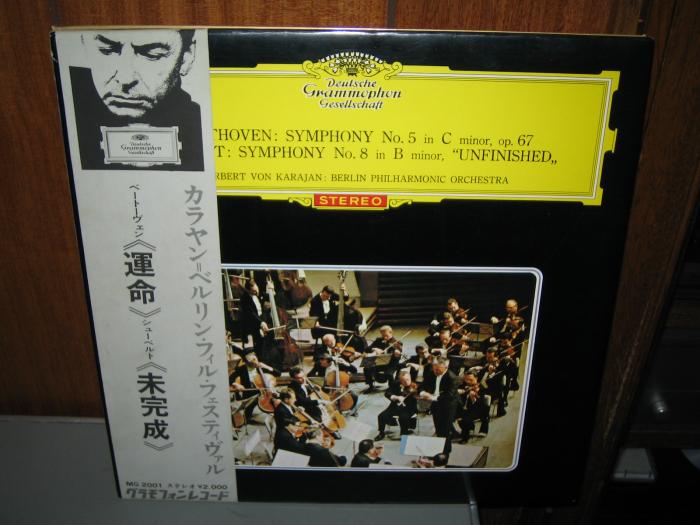 Deutsche
Grammophon
Gesellschaft
THOVEN: SYMPHONY No. 5 in C minor, op. 67
T: SYMPHONY No. 8 in B minor, “UNFINISHED„
RBERT VON KARAJAN: BERLIN PHILHARMONIC ORCHESTRA
STEREO
Deutsche
Grammophon
Gesellschaft
カラヤン=ベルリン・フィル・フェスティヴァル
ベートーヴェン《運命》シューベルト《未完成》
MG 2001 ステレオ ¥2,000
グラモフォンレコード